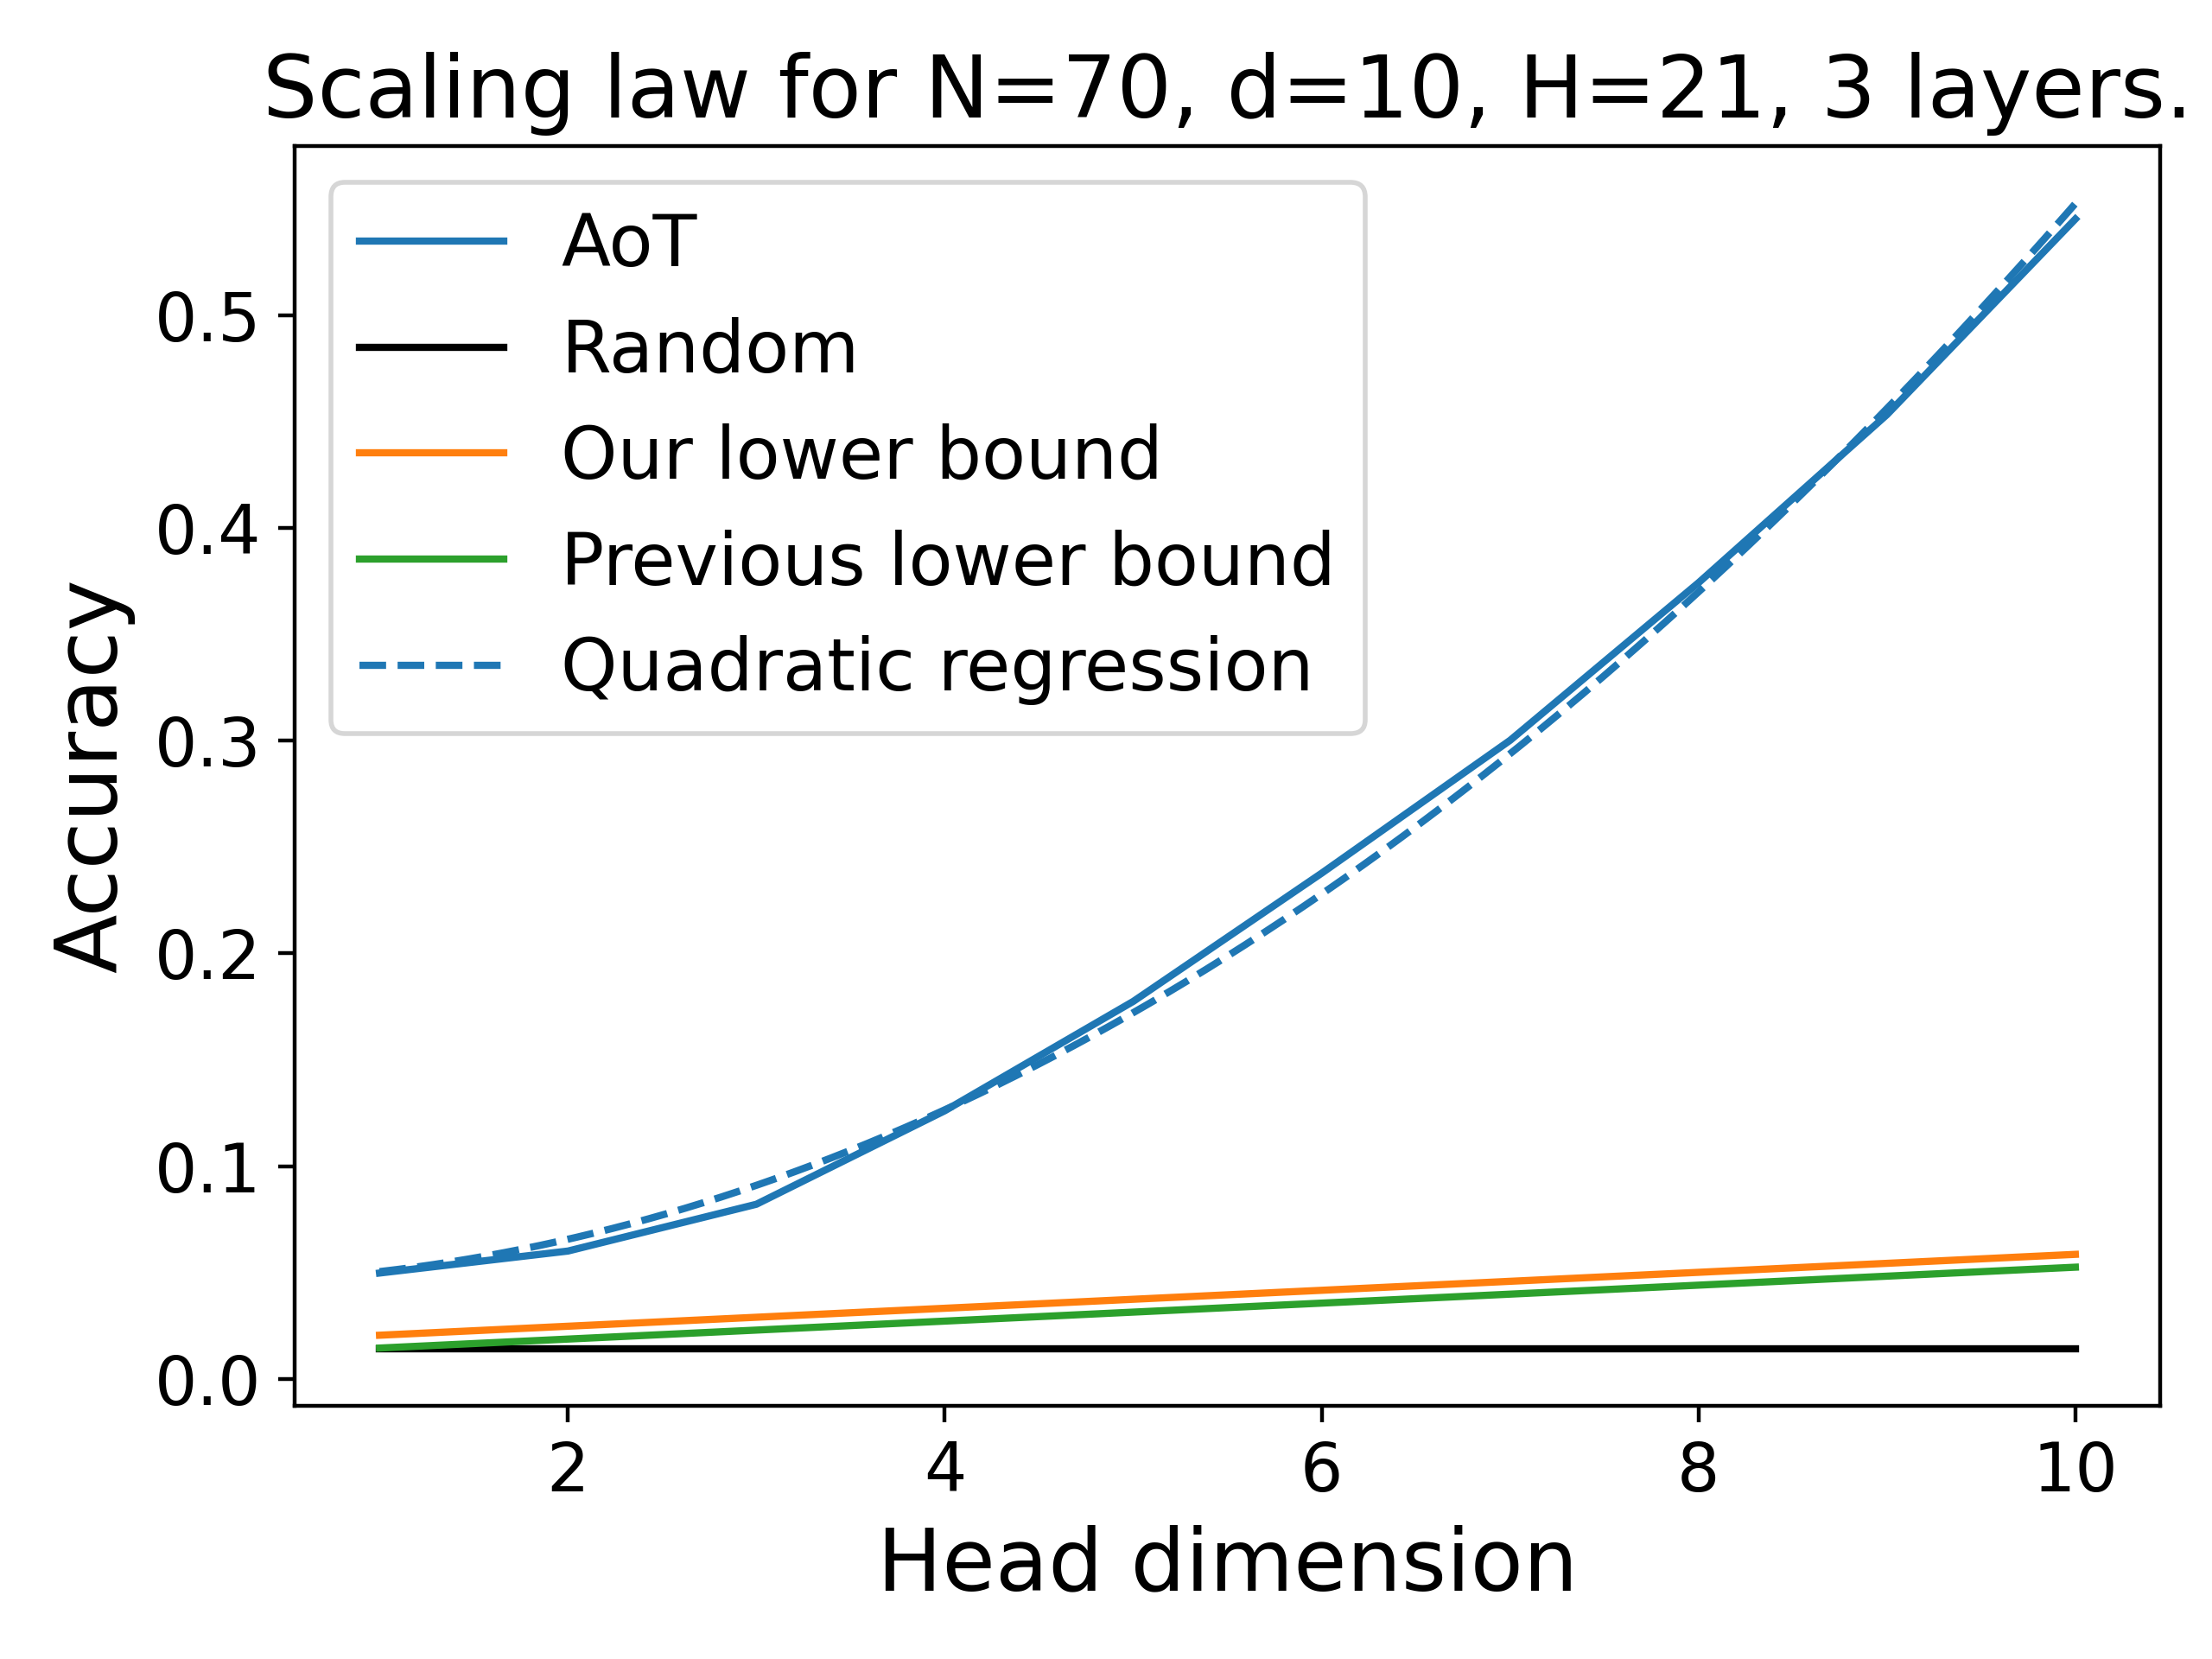 Scaling law for N=70, d=10, H=21, 3 layers.
AoT
Random
Our lower bound
Previous lower bound
Quadratic regression
Accuracy
0.5
0.4
0.3
0.2
0.1
0.0
2 4 6 8 10
Head dimension